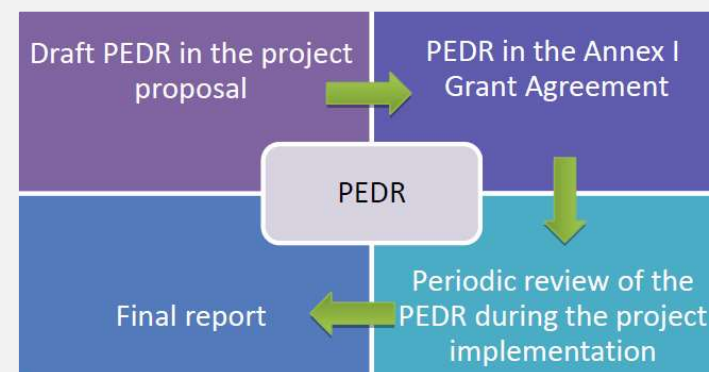 Draft PEDR in the project
proposal
PEDR in the Annex I
Grant Agreement
PEDR
Final report
Periodic review of the
PEDR during the project
implementation